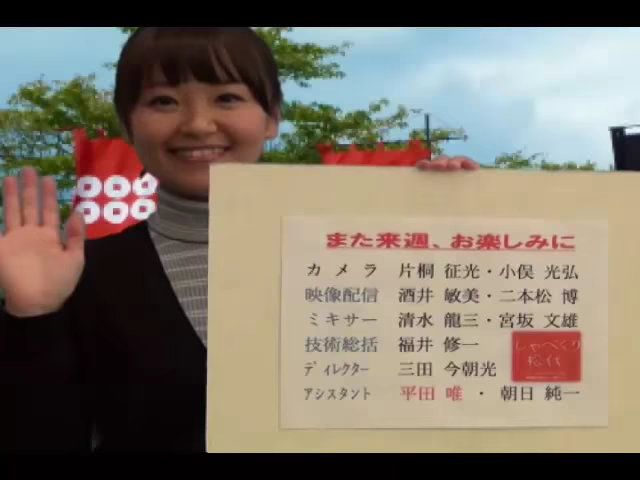 また来週、お楽しみに
カメラ 片桐 征光・小俣 光弘
映像配信 酒井 敏美・二本松 博
ミキサー 清水 龍三・宮坂 文雄
技術総括 福井 修一
ディレクター 三田 今朝光
アシスタント 平田 唯 ・ 朝日 純一
しゃべくり
松代